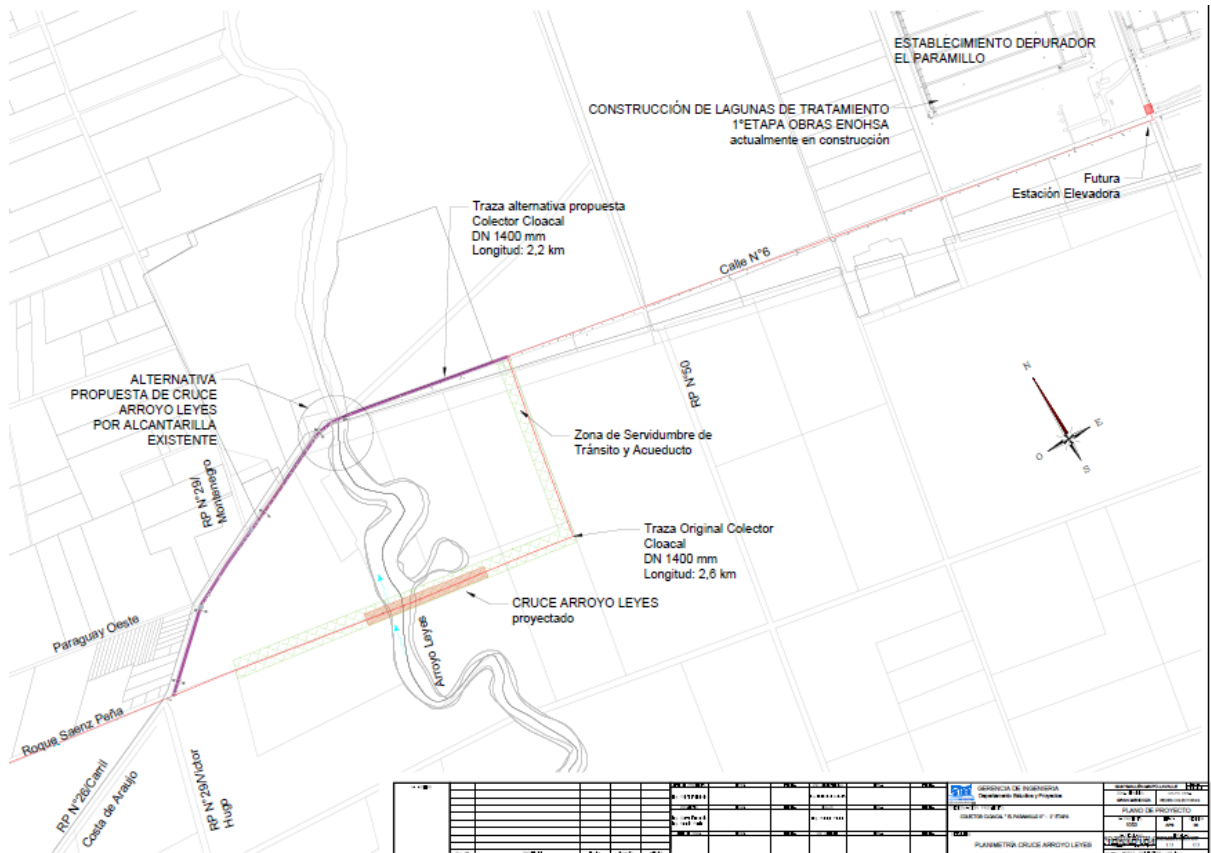 ESTABLECIMIENTO DEPURADOR
EL PARAMILLO
CONSTRUCCIÓN DE LAGUNAS DE TRATAMIENTO
1°ETAPA OBRAS ENOHSA
actualmente en construcción
Futura
Estación Elevadora
Traza alternativa propuesta
Colector Cloacal
DN 1400 mm
Longitud: 2,2 km
Calle N°6
RP N°50
ALTERNATIVA
PROPUESTA DE CRUCE
ARROYO LEYES
POR ALCANTARILLA
EXISTENTE
RP N°29/
Montenegro
Zona de Servidumbre de
Tránsito y Acueducto
N
E
O
S
Traza Original Colector
Cloacal
DN 1400 mm
Longitud: 2,6 km
CRUCE ARROYO LEYES
proyectado
Arroyo Leyes
Paraguay Oeste
Roque Saenz Peña
RP N°26/Carril
Costa de Araujo
RP N°29/Victor
Hugo
GERENCIA DE INGENIERIA
Departamento Estudios y Proyectos
PLANO DE PROYECTO
PLANIMETRÍA CRUCE ARROYO LEYES